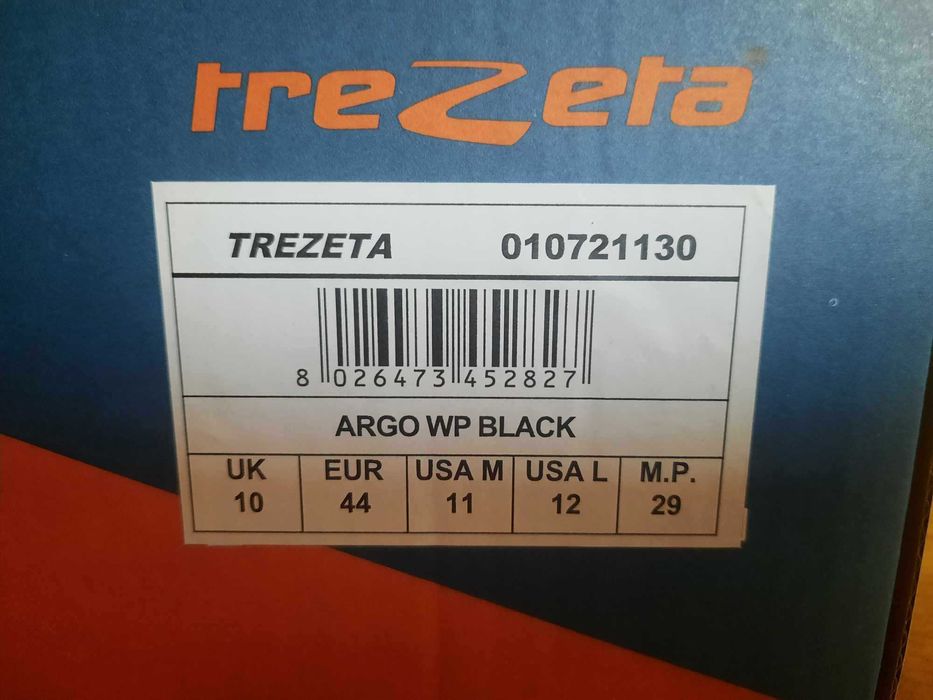 treZeta
TREZETA 010721130
8 026473 452827
ARGO WP BLACK
UK EUR USA M USA L M.P.
10 44 11 12 29